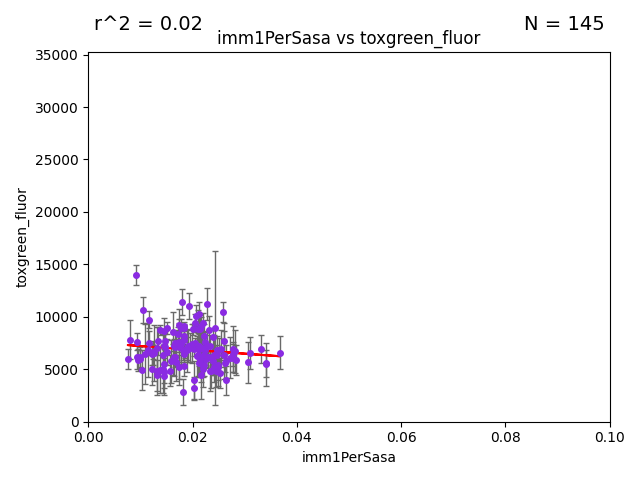 r^2 = 0.02
N = 145
imm1PerSasa vs toxgreen_fluor
35000
30000
25000
20000
15000
10000
5000
0
toxgreen_fluor
0.00
0.02
0.04
0.06
0.08
0.10
imm1PerSasa